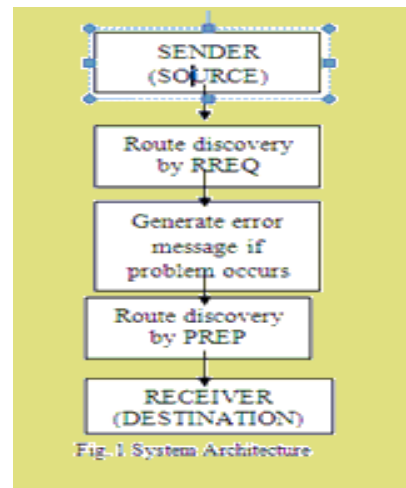 SENDER
(SOURCE)
Route discovery
by RREQ
Generate error
message if
problem occurs
Route discovery
by PREP
RECEIVER
(DESTINATION)
Fig. 1 System Architecture